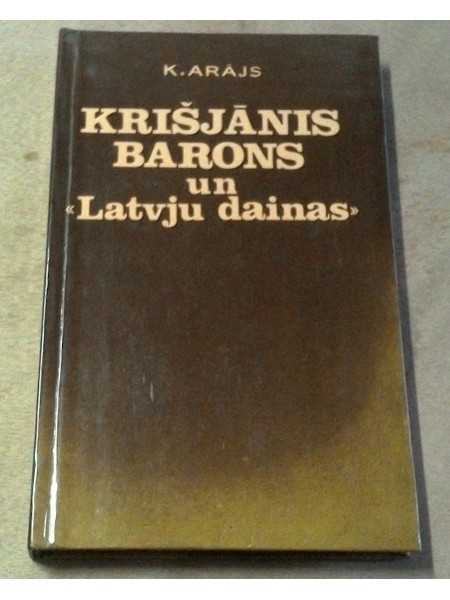 K. ARĀJS
KRIŠJĀNIS
BARONS
un
«Latvju dainas»